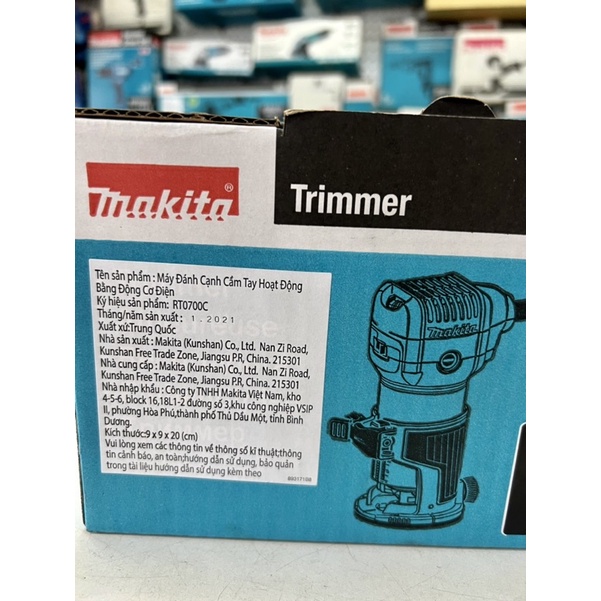 Makita®
Trimmer
Tên sản phẩm : Máy Đánh Cạnh Cầm Tay Hoạt Động
Bằng Động Cơ Điện
Ký hiệu sản phẩm: RT0700C
Tháng/năm sản xuất : 1 . 2021
Xuất xứ:Trung Quốc
Nhà sản xuất : Makita (Kunshan) Co., Ltd. Nan Zi Road,
Kunshan Free Trade Zone, Jiangsu P.R, China. 215301
Nhà cung cấp : Makita (Kunshan) Co., Ltd. Nan Zi Road,
Kunshan Free Trade Zone, Jiangsu P.R, China. 215301
Nhà nhập khẩu : Công ty TNHH Makita Việt Nam, kho
4-5-6, block 16,18L1-2 đường số 3,khu công nghiệp VSIP
II, phường Hòa Phú,thành phố Thủ Dầu Một, tỉnh Bình
Dương.
Kích thước:9 x 9 x 20 (cm)
Vui lòng xem các thông tin về thông số kĩ thuật;thông
tin cảnh báo, an toàn;hướng dẫn sử dụng, bảo quản
trong tài liệu hướng dẫn sử dụng kèm theo
Makita